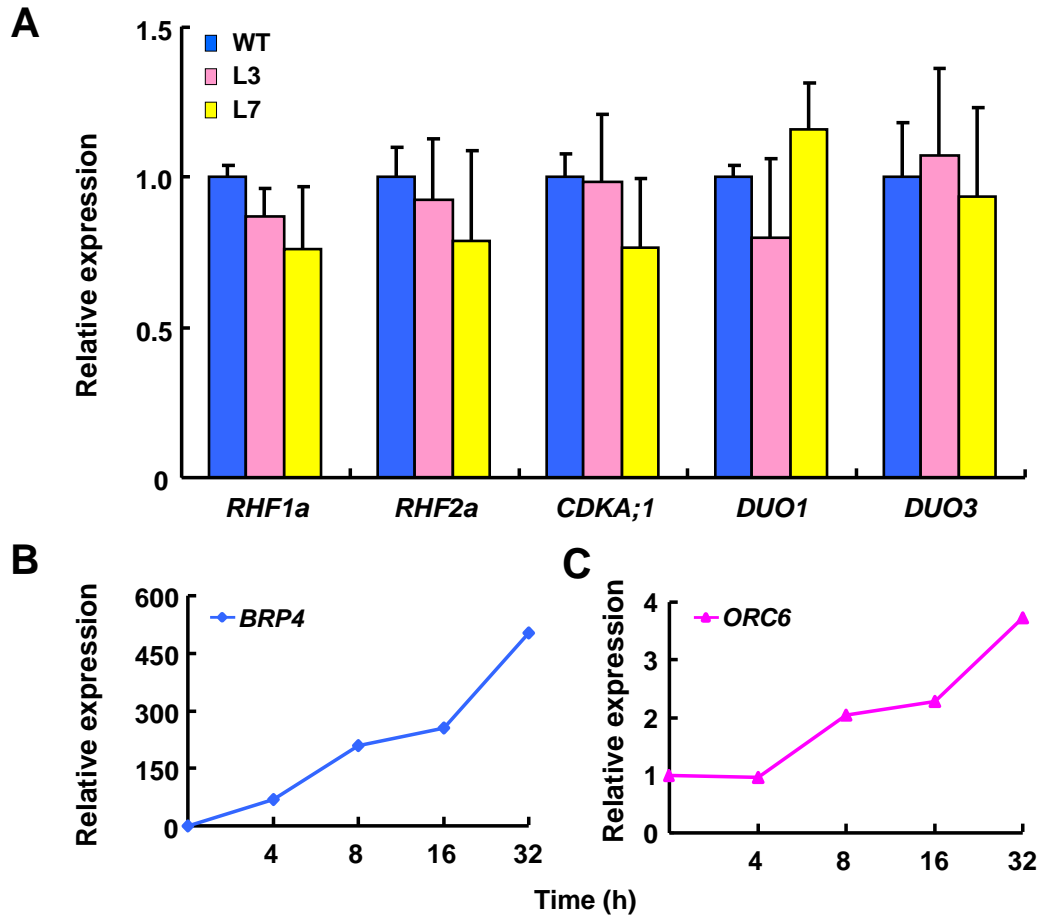 A
Relative expression
1.5
1.0
0.5
0
WT
L3
L7
RHF1a RHF2a CDKA;1 DUO1 DUO3
B
Relative expression
600
450
300
150
0
BRP4
4 8 16 32
C
Relative expression
4
3
2
1
0
ORC6
4 8 16 32
Time (h)